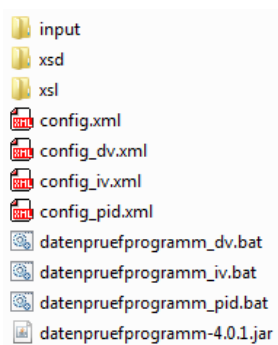 input
xsd
xsl
config.xml
config_dv.xml
config_iv.xml
config_pid.xml
datenpruefprogramm_dv.bat
datenpruefprogramm_iv.bat
datenpruefprogramm_pid.bat
datenpruefprogramm-4.0.1.jar